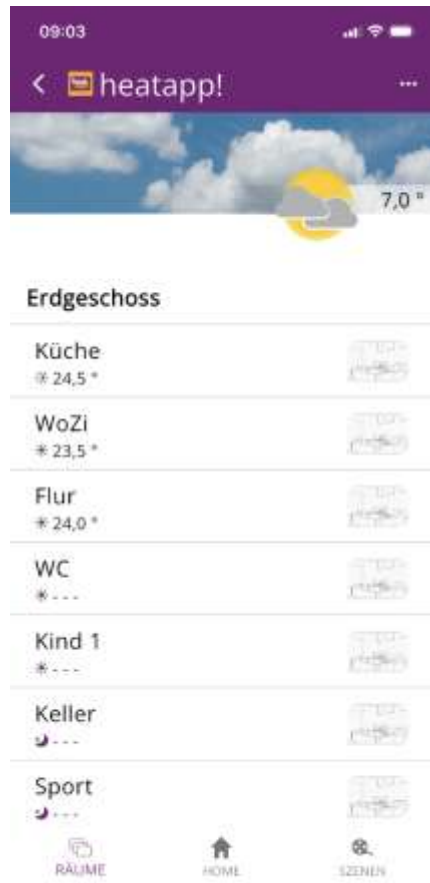 09:03
heatapp!
7,0 °
Erdgeschoss
Küche
24,5 °
WoZi
23,5 °
Flur
24,0 °
WC
- - -
Kind 1
- - -
Keller
- - -
Sport
- - -
RÄUME HOME SZENEN